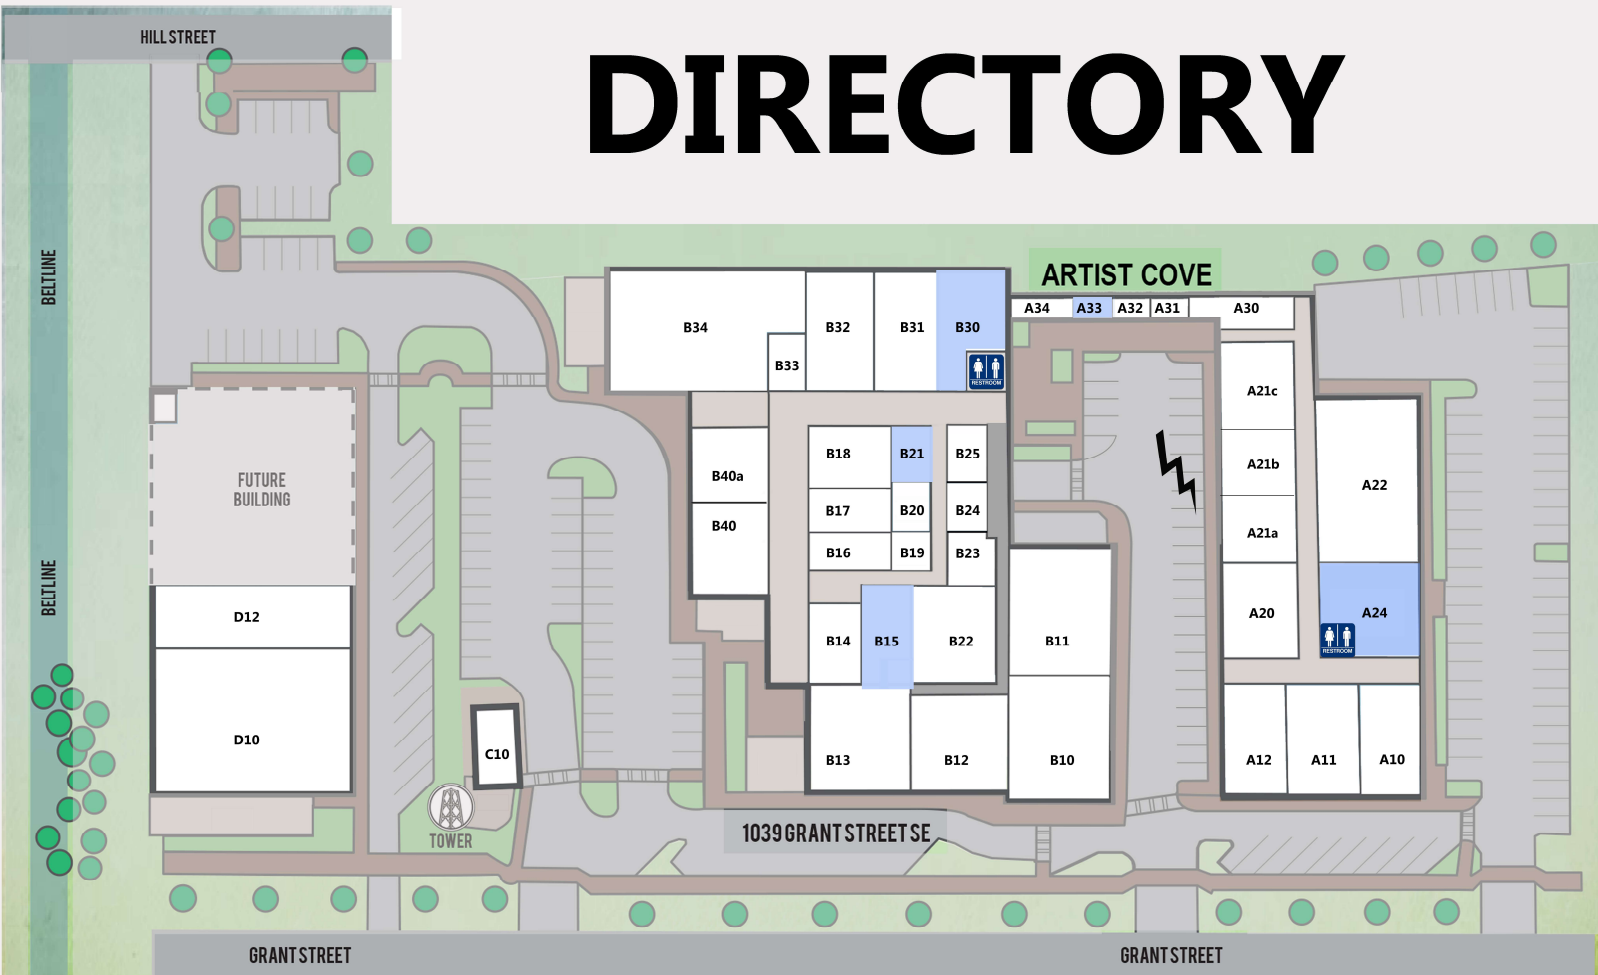 HILL STREET
DIRECTORY
BELTLINE
ARTIST COVE
A34 A33 A32 A31 A30
B34 B32 B31 B30
B33
RESTROOM
A21c
B40a
B18 B21 B25
A21b
A22
FUTURE
BUILDING
B40
B17 B20 B24
A21a
B16 B19 B23
BELTLINE
D12
A20 A24
RESTROOM
B14 B15 B22 B11
D10
C10
B13 B12 B10
A12 A11 A10
TOWER
1039 GRANT STREET SE
GRANT STREET
GRANT STREET